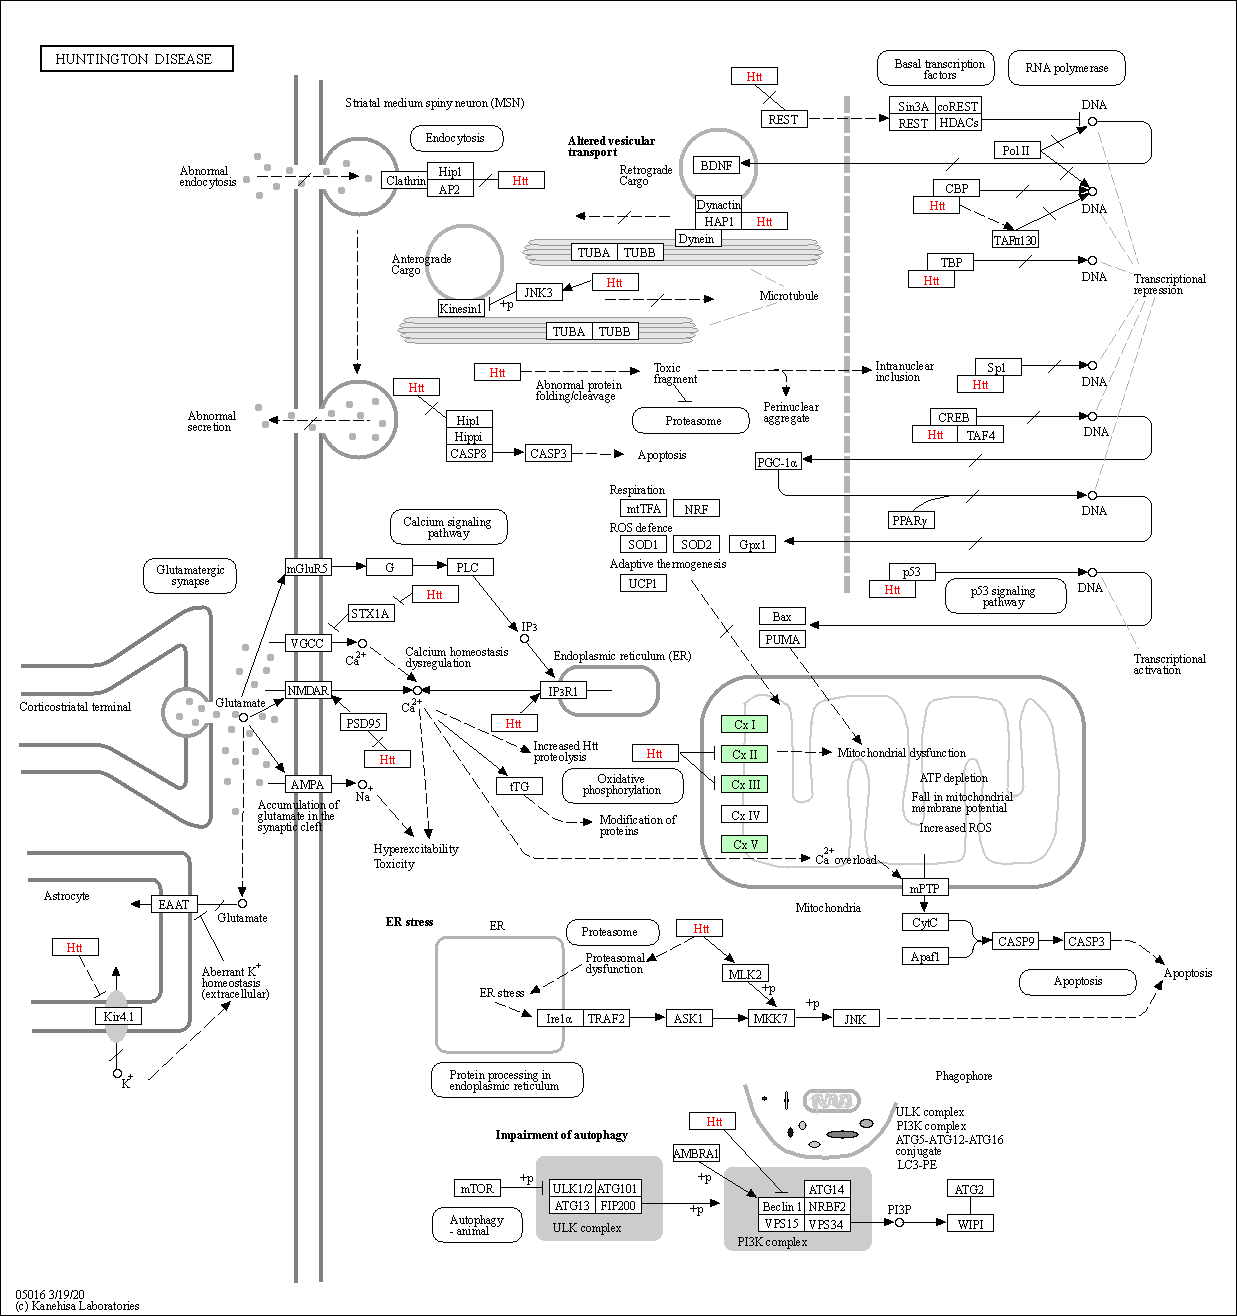 HUNTINGTON DISEASE
Striatal medium spiny neuron (MSN)
Endocytosis
Abnormal
endocytosis
Clathrin
Hip1
AP2
Htt
Altered vesicular
transport
Retrograde
Cargo
BDNF
Dynactin
HAP1
Htt
Dynein
TUBA
TUBB
Anterograde
Cargo
Kinesin1
+p
JNK3
Htt
Microtubule
TUBA
TUBB
Htt
REST
Basal transcription
factors
RNA polymerase
Sin3A
coREST
REST
HDACs
DNA
Pol II
CBP
Htt
DNA
TAFII130
TBP
Htt
DNA
Transcriptional
repression
Sp1
Htt
DNA
CREB
Htt
TAF4
DNA
PGC-1α
PPARγ
DNA
p53
Htt
DNA
p53 signaling
pathway
Transcriptional
activation
Abnormal
secretion
Htt
Hip1
Hippi
CASP8
CASP3
Apoptosis
Htt
Abnormal protein
folding/cleavage
Toxic
fragment
Proteasome
Perinuclear
aggregate
Intranuclear
inclusion
Respiration
mtTFA
NRF
ROS defence
SOD1
SOD2
Gpx1
Adaptive thermogenesis
UCP1
Bax
PUMA
Calcium signaling
pathway
Glutamatergic
synapse
mGluR5
G
PLC
Htt
STX1A
IP3
VGCC
Ca2+
Calcium homeostasis
dysregulation
Endoplasmic reticulum (ER)
Corticostriatal terminal
Glutamate
NMDAR
Ca2+
IP3R1
Htt
PSD95
Htt
Increased Htt
proteolysis
tTG
Modification of
proteins
AMPA
Na+
Accumulation of
glutamate in the
synaptic cleft
Hyperexcitability
Toxicity
Htt
Oxidative
phosphorylation
Cx I
Cx II
Cx III
Cx IV
Cx V
Mitochondrial dysfunction
ATP depletion
Fall in mitochondrial
membrane potential
Increased ROS
Ca2+ overload
mPTP
Mitochondria
CytC
Apaf1
CASP9
CASP3
Apoptosis
Apoptosis
Astrocyte
EAAT
Glutamate
Htt
Aberrant K+
homeostasis
(extracellular)
Kir4.1
K+
ER stress
ER
Proteasome
Htt
Proteasomal
dysfunction
MLK2
+p
ER stress
Ire1α
TRAF2
ASK1
MKK7
+p
JNK
Protein processing in
endoplasmic reticulum
Phagophore
ULK complex
PI3K complex
ATG5-ATG12-ATG16
conjugate
LC3-PE
Impairment of autophagy
Htt
AMBRA1
+p
mTOR
+p
ULK1/2
ATG101
ATG13
FIP200
ULK complex
+p
ATG14
Beclin 1
NRBF2
VPS15
VPS34
PI3K complex
PI3P
ATG2
WIPI
Autophagy
- animal
05016 3/19/20
(c) Kanehisa Laboratories